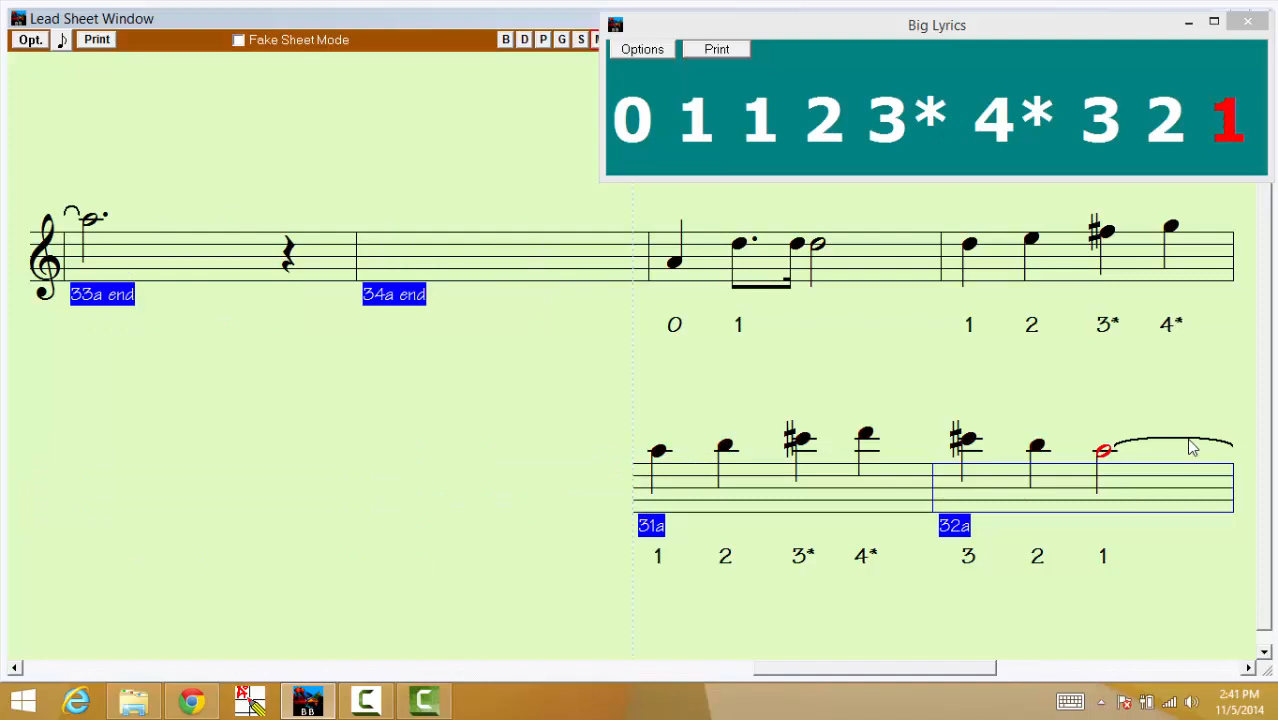 Lead Sheet Window
Opt. Print Fake Sheet Mode B D P G S
Big Lyrics
Options Print
0 1 1 2 3* 4* 3 2 1
33a end 34a end
0 1 1 2 3* 4*
31a 32a
1 2 3* 4* 3 2 1
2:41 PM
11/5/2014